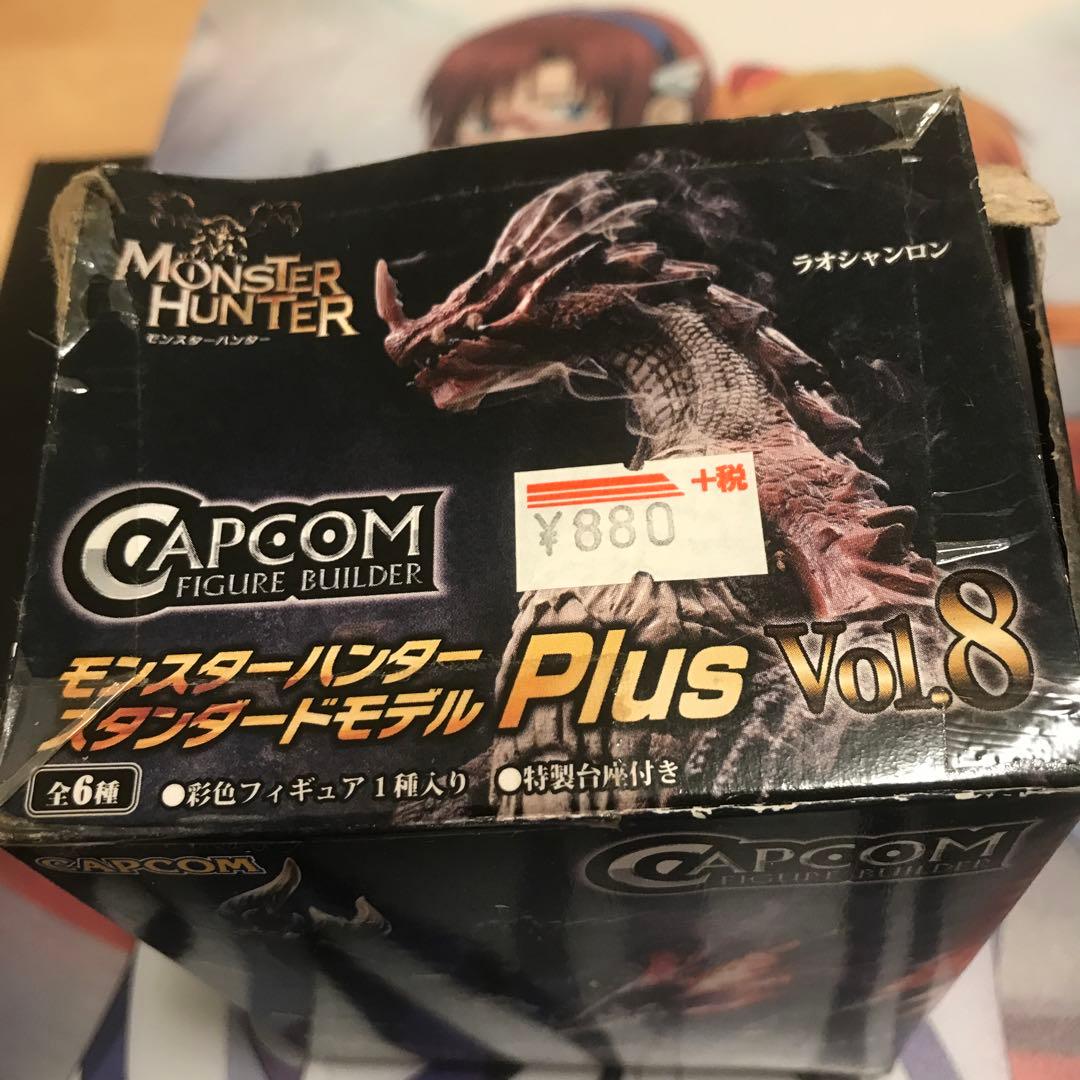 MONSTER
HUNTER
モンスターハンター
ラオシャンロン
+税
¥880
CAPCOM
FIGURE BUILDER
モンスターハンター
スタンダードモデル Plus Vol.8
全6種 ●彩色フィギュア1種入り ●特製台座付き
CAPCOM
CAPCOM
FIGURE BUILDER